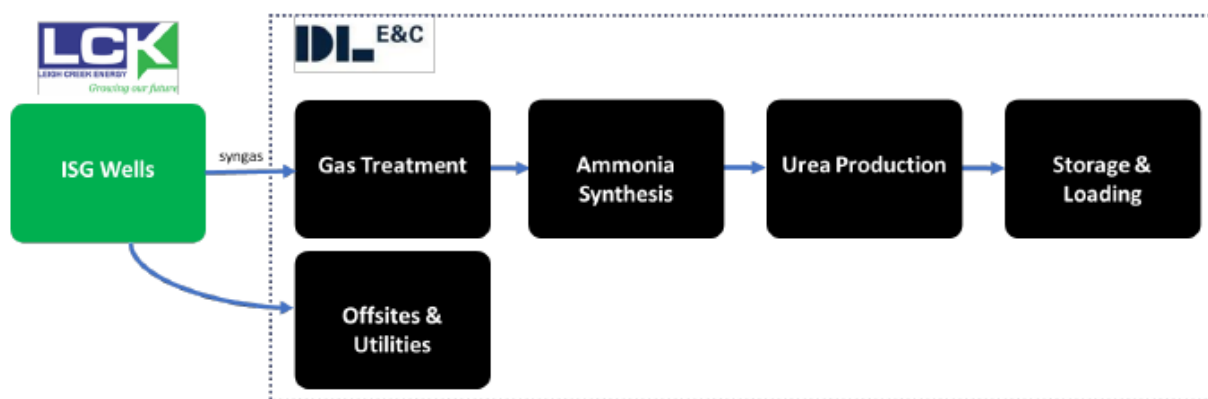 LCK
LEIGH CREEK ENERGY
Growing our future
DL E&C
ISG Wells
syngas
Gas Treatment
Ammonia
Synthesis
Urea Production
Storage &
Loading
Offsites &
Utilities